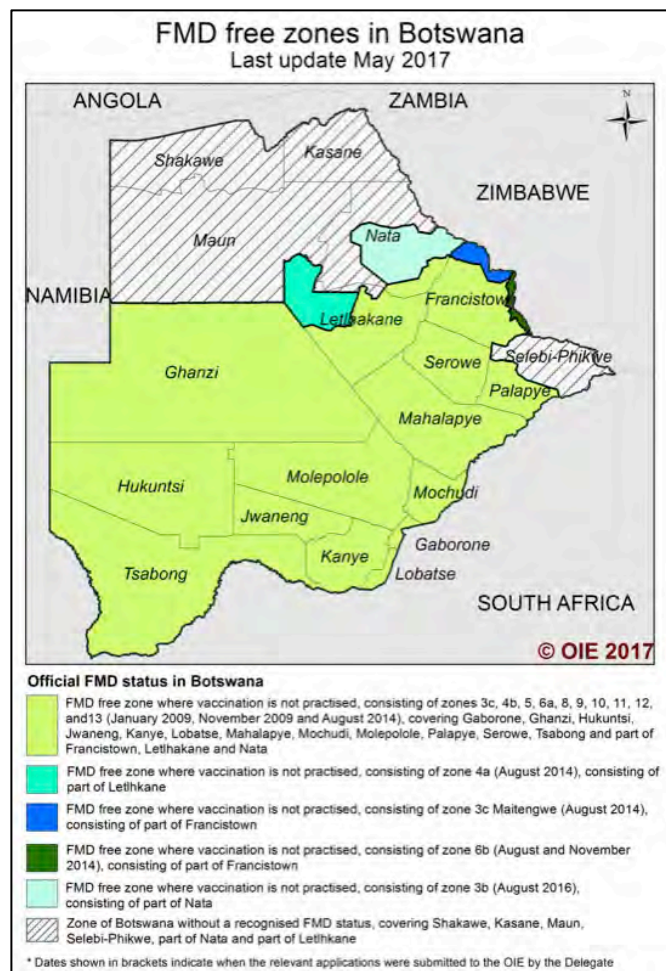 FMD free zones in Botswana
Last update May 2017
ANGOLA
ZAMBIA
N
Shakawe
Kasane
ZIMBABWE
Maun
Nata
NAMIBIA
Letlhakane
Francistown
Selebi-Phikwe
Serowe
Ghanzi
Palapye
Mahalapye
Molepolole
Hukuntsi
Mochudi
Jwaneng
Gaborone
Kanye
Tsabong
Lobatse
SOUTH AFRICA
© OIE 2017
Official FMD status in Botswana
FMD free zone where vaccination is not practised, consisting of zones 3c, 4b, 5, 6a, 8, 9, 10, 11, 12,
and13 (January 2009, November 2009 and August 2014), covering Gaborone, Ghanzi, Hukuntsi,
Jwaneng, Kanye, Lobatse, Mahalapye, Mochudi, Molepolole, Palapye, Serowe, Tsabong and part of
Francistown, Letlhakane and Nata
FMD free zone where vaccination is not practised, consisting of zone 4a (August 2014), consisting of
part of Letlhkane
FMD free zone where vaccination is not practised, consisting of zone 3c Maitengwe (August 2014),
consisting of part of Francistown
FMD free zone where vaccination is not practised, consisting of zone 6b (August and November
2014), consisting of part of Francistown
FMD free zone where vaccination is not practised, consisting of zone 3b (August 2016),
consisting of part of Nata
Zone of Botswana without a recognised FMD status, covering Shakawe, Kasane, Maun,
Selebi-Phikwe, part of Nata and part of Letlhkane
* Dates shown in brackets indicate when the relevant applications were submitted to the OIE by the Delegate